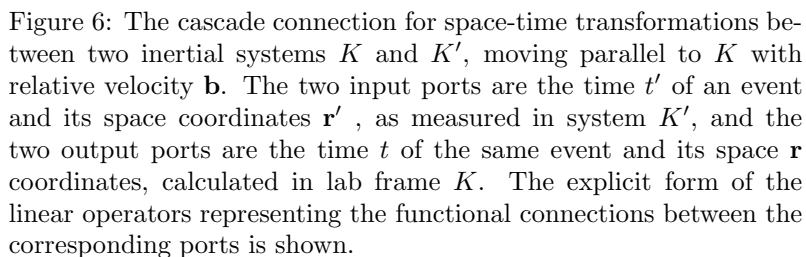 Figure 6: The cascade connection for space-time transformations be-
tween two inertial systems K and K′, moving parallel to K with
relative velocity b. The two input ports are the time t′ of an event
and its space coordinates r′ , as measured in system K′, and the
two output ports are the time t of the same event and its space r
coordinates, calculated in lab frame K. The explicit form of the
linear operators representing the functional connections between the
corresponding ports is shown.